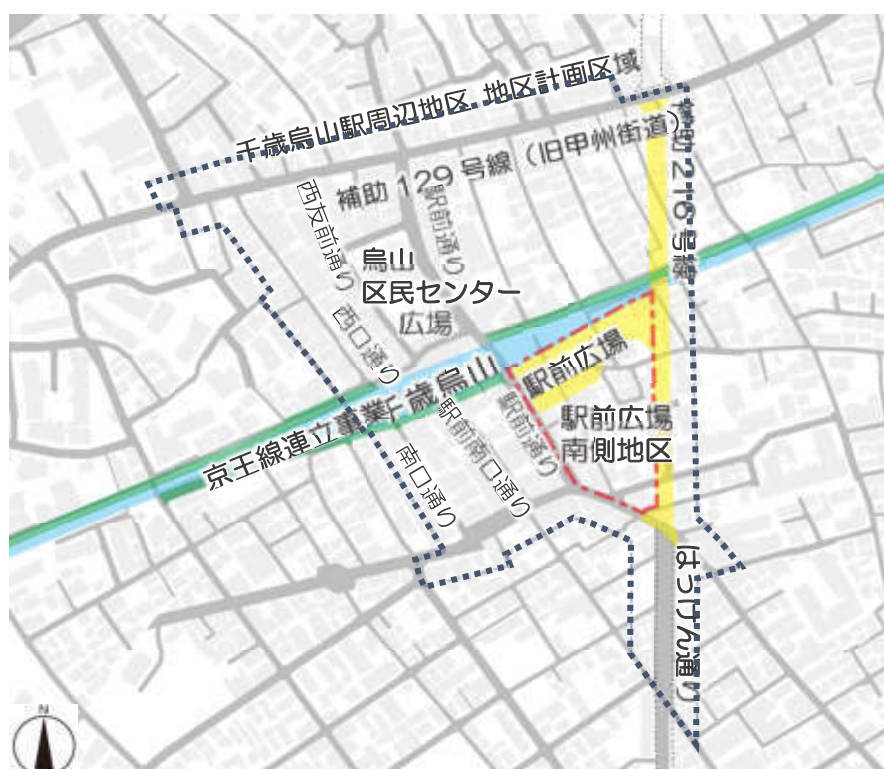 千歳烏山駅周辺地区 地区計画区域
補助129号線（旧甲州街道）
補助216号線
西友前通り
駅前通り
烏山
区民センター
広場
西口通り
京王線連立事業
千歳烏山
駅前広場
駅前広場
南側地区
駅前通り
駅前南口通り
南口通り
はっけん通り
N